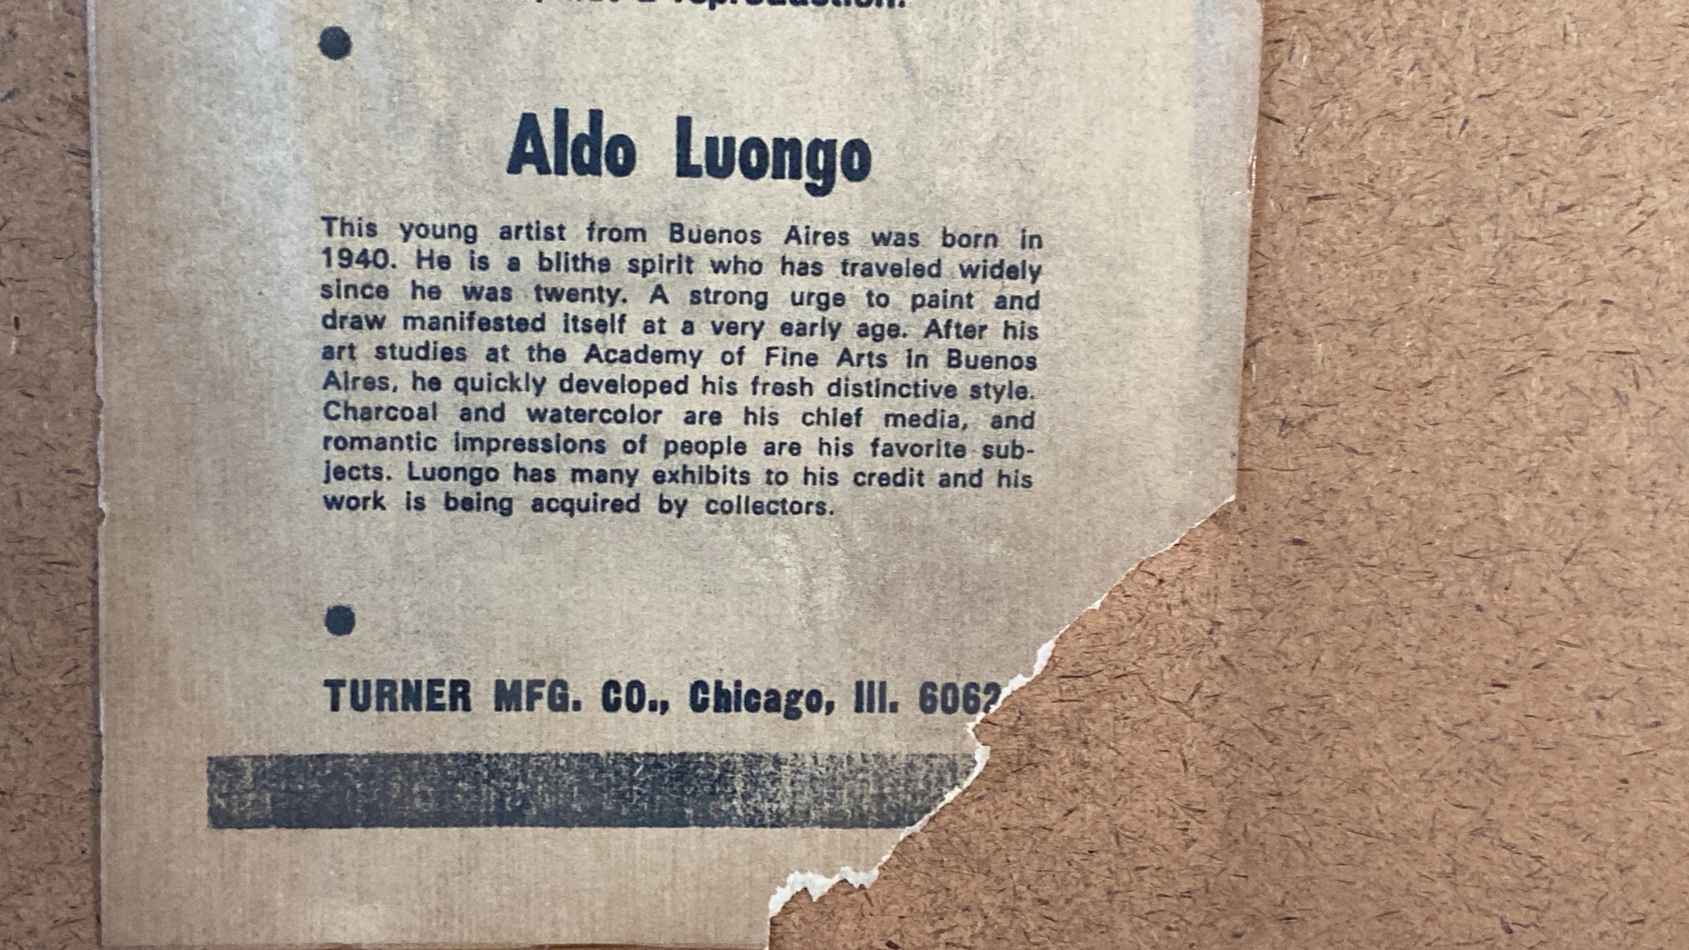 a reproduction.
Aldo Luongo
This young artist from Buenos Aires was born in
1940. He is a blithe spirit who has traveled widely
since he was twenty. A strong urge to paint and
draw manifested itself at a very early age. After his
art studies at the Academy of Fine Arts in Buenos
Aires, he quickly developed his fresh distinctive style.
Charcoal and watercolor are his chief media, and
romantic impressions of people are his favorite sub-
jects. Luongo has many exhibits to his credit and his
work is being acquired by collectors.
TURNER MFG. CO., Chicago, Ill. 6062